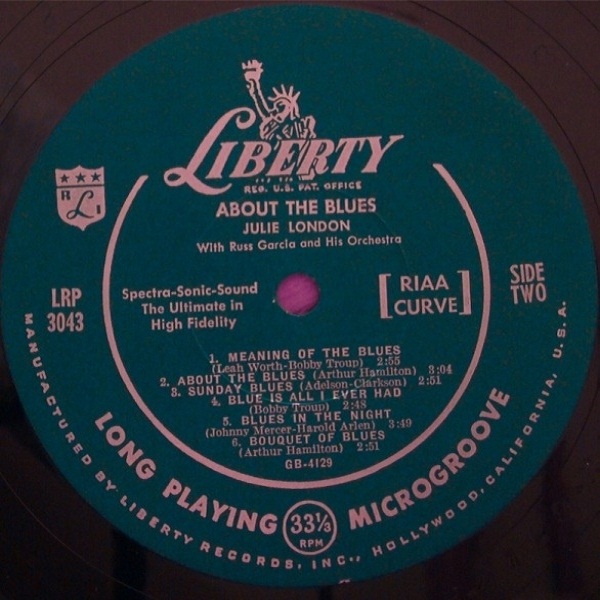 LIBERTY
REG. U.S. PAT. OFFICE
ABOUT THE BLUES
JULIE LONDON
With Russ Garcia and His Orchestra
R L I
LRP
3043
Spectra-Sonic-Sound
The Ultimate in
High Fidelity
[RIAA
CURVE]
SIDE
TWO
1. MEANING OF THE BLUES
(Leah Worth-Bobby Troup) 2:55
2. ABOUT THE BLUES (Arthur Hamilton) 3:04
3. SUNDAY BLUES (Adelson-Clarkson) 2:51
4. BLUE IS ALL I EVER HAD
(Bobby Troup) 2:48
5. BLUES IN THE NIGHT
(Johnny Mercer-Harold Arlen) 3:49
6. BOUQUET OF BLUES
(Arthur Hamilton) 2:51
GB-4129
LONG PLAYING 33⅓ RPM MICROGROOVE
MANUFACTURED BY LIBERTY RECORDS, INC., HOLLYWOOD, CALIFORNIA, U.S.A.